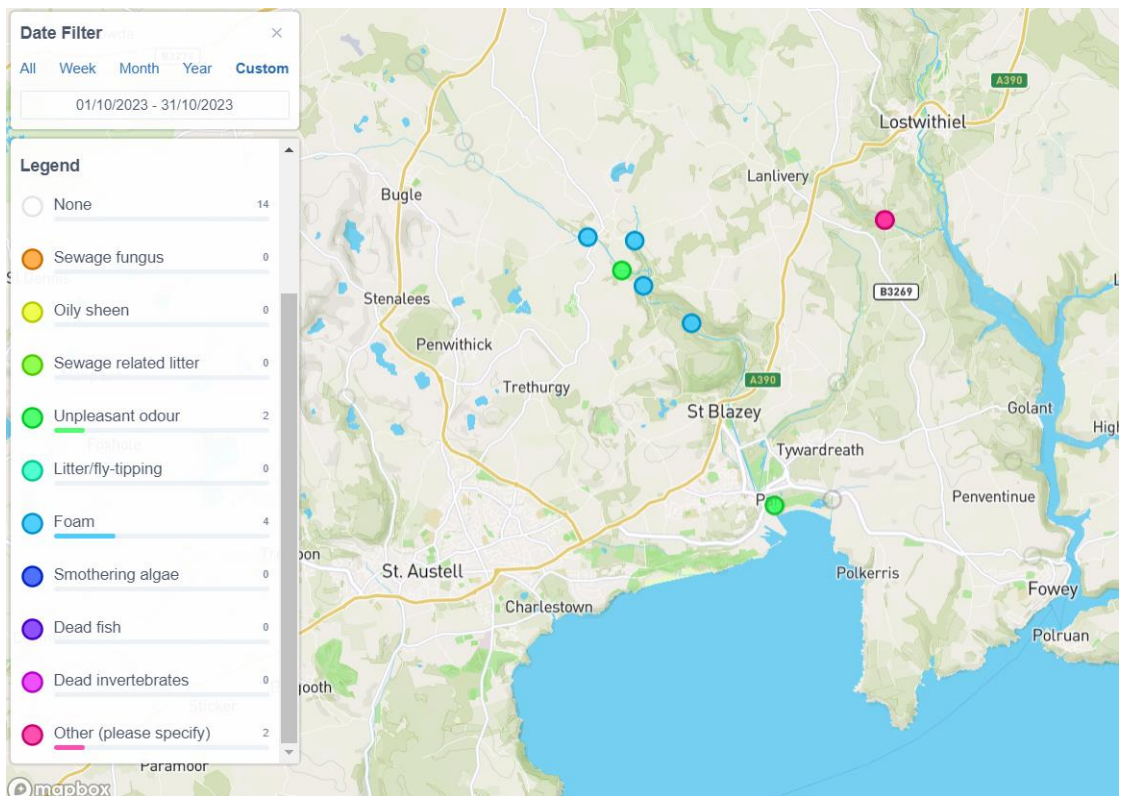 Date Filter ×
All Week Month Year Custom
01/10/2023 - 31/10/2023
Legend
None 14
Sewage fungus 0
Oily sheen 0
Sewage related litter 0
Unpleasant odour 2
Litter/fly-tipping 0
Foam 4
Smothering algae 0
Dead fish 0
Dead invertebrates 0
Other (please specify) 2
A390
Lostwithiel
Lanlivery
Bugle
B3269
Stenalees
Penwithick
Trethurgy
A390
St Blazey
Golant
Tywardreath
Penventinue
St. Austell
Polkerris
Fowey
Charlestown
Polruan
Sticker
Foxhole
Paramoor
mapbox